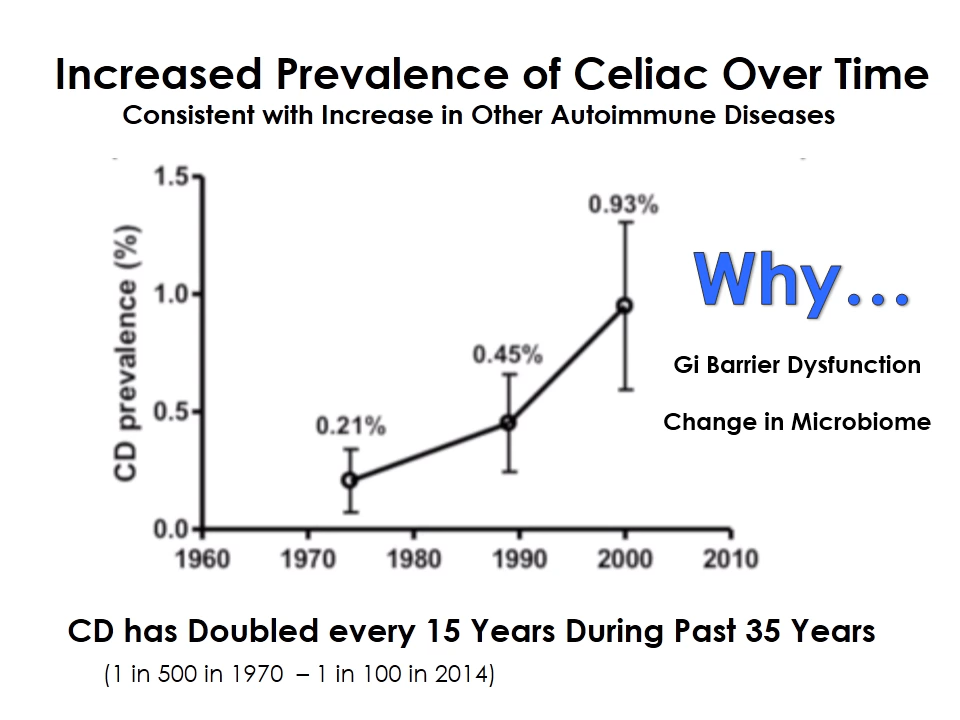 Increased Prevalence of Celiac Over Time
Consistent with Increase in Other Autoimmune Diseases
1.5
0.93%
1.0
Why...
CD prevalence (%)
0.45%
Gi Barrier Dysfunction
0.5
0.21%
Change in Microbiome
0.0
1960 1970 1980 1990 2000 2010
CD has Doubled every 15 Years During Past 35 Years
(1 in 500 in 1970 – 1 in 100 in 2014)